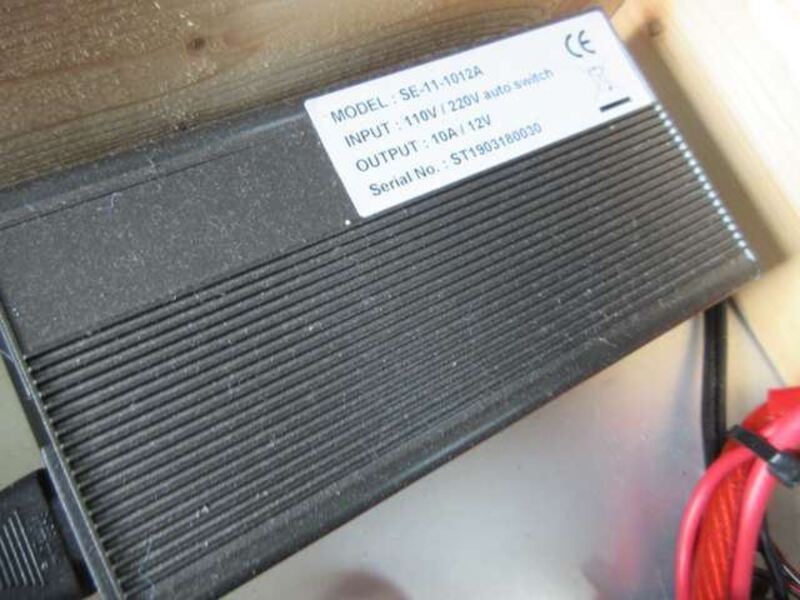 CE
MODEL : SE-11-1012A
INPUT : 110V / 220V auto switch
OUTPUT : 10A / 12V
Serial No. : ST1903180030